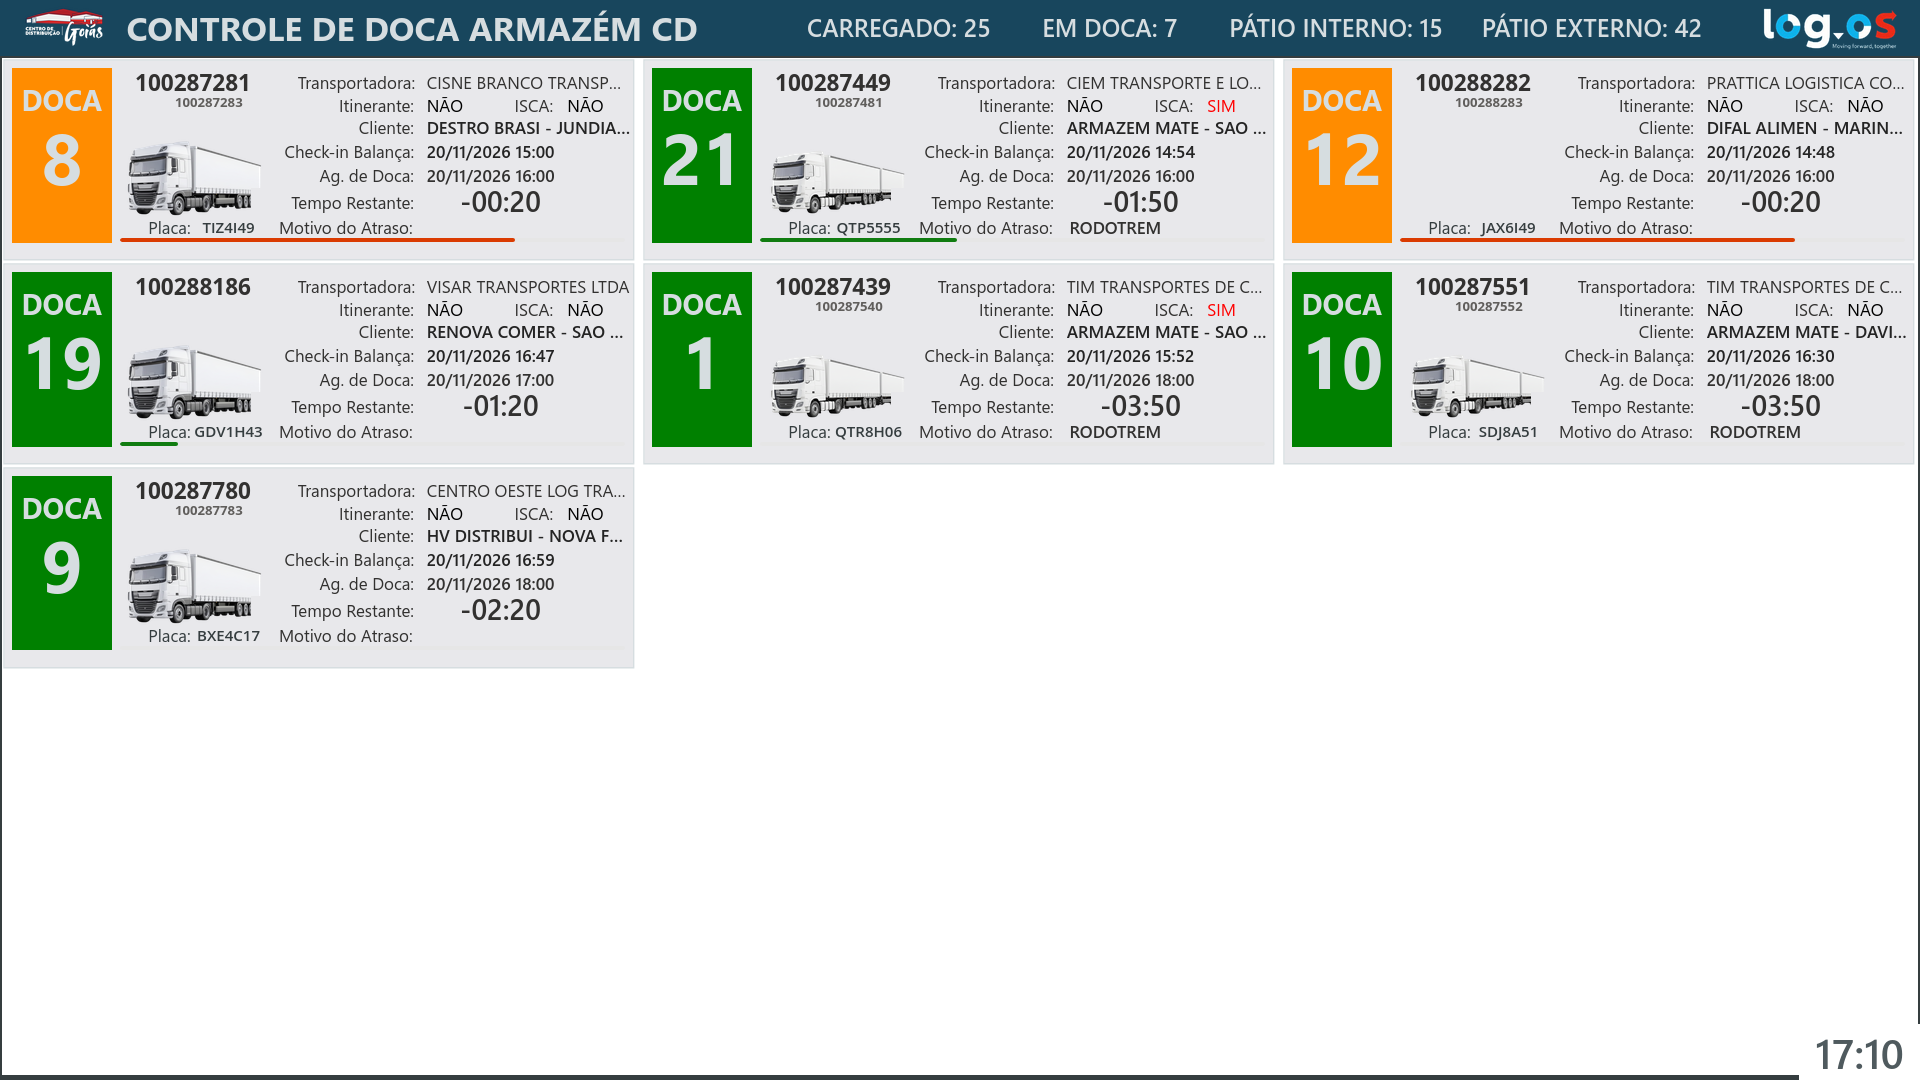 CENTRO DE DISTRIBUIÇÃO Goiás
CONTROLE DE DOCA ARMAZÉM CD
CARREGADO: 25
EM DOCA: 7
PÁTIO INTERNO: 15
PÁTIO EXTERNO: 42
log.os
Moving forward, together
DOCA
8
100287281
100287283
Transportadora: CISNE BRANCO TRANSP...
Itinerante: NÃO ISCA: NÃO
Cliente: DESTRO BRASI - JUNDIA...
Check-in Balança: 20/11/2026 15:00
Ag. de Doca: 20/11/2026 16:00
Tempo Restante: -00:20
Placa: TIZ4I49 Motivo do Atraso:
DOCA
21
100287449
100287481
Transportadora: CIEM TRANSPORTE E LO...
Itinerante: NÃO ISCA: SIM
Cliente: ARMAZEM MATE - SAO ...
Check-in Balança: 20/11/2026 14:54
Ag. de Doca: 20/11/2026 16:00
Tempo Restante: -01:50
Placa: QTP5555 Motivo do Atraso: RODOTREM
DOCA
12
100288282
100288283
Transportadora: PRATTICA LOGISTICA CO...
Itinerante: NÃO ISCA: NÃO
Cliente: DIFAL ALIMEN - MARIN...
Check-in Balança: 20/11/2026 14:48
Ag. de Doca: 20/11/2026 16:00
Tempo Restante: -00:20
Placa: JAX6I49 Motivo do Atraso:
DOCA
19
100288186
Transportadora: VISAR TRANSPORTES LTDA
Itinerante: NÃO ISCA: NÃO
Cliente: RENOVA COMER - SAO ...
Check-in Balança: 20/11/2026 16:47
Ag. de Doca: 20/11/2026 17:00
Tempo Restante: -01:20
Placa: GDV1H43 Motivo do Atraso:
DOCA
1
100287439
100287540
Transportadora: TIM TRANSPORTES DE C...
Itinerante: NÃO ISCA: SIM
Cliente: ARMAZEM MATE - SAO ...
Check-in Balança: 20/11/2026 15:52
Ag. de Doca: 20/11/2026 18:00
Tempo Restante: -03:50
Placa: QTR8H06 Motivo do Atraso: RODOTREM
DOCA
10
100287551
100287552
Transportadora: TIM TRANSPORTES DE C...
Itinerante: NÃO ISCA: NÃO
Cliente: ARMAZEM MATE - DAVI...
Check-in Balança: 20/11/2026 16:30
Ag. de Doca: 20/11/2026 18:00
Tempo Restante: -03:50
Placa: SDJ8A51 Motivo do Atraso: RODOTREM
DOCA
9
100287780
100287783
Transportadora: CENTRO OESTE LOG TRA...
Itinerante: NÃO ISCA: NÃO
Cliente: HV DISTRIBUI - NOVA F...
Check-in Balança: 20/11/2026 16:59
Ag. de Doca: 20/11/2026 18:00
Tempo Restante: -02:20
Placa: BXE4C17 Motivo do Atraso:
17:10